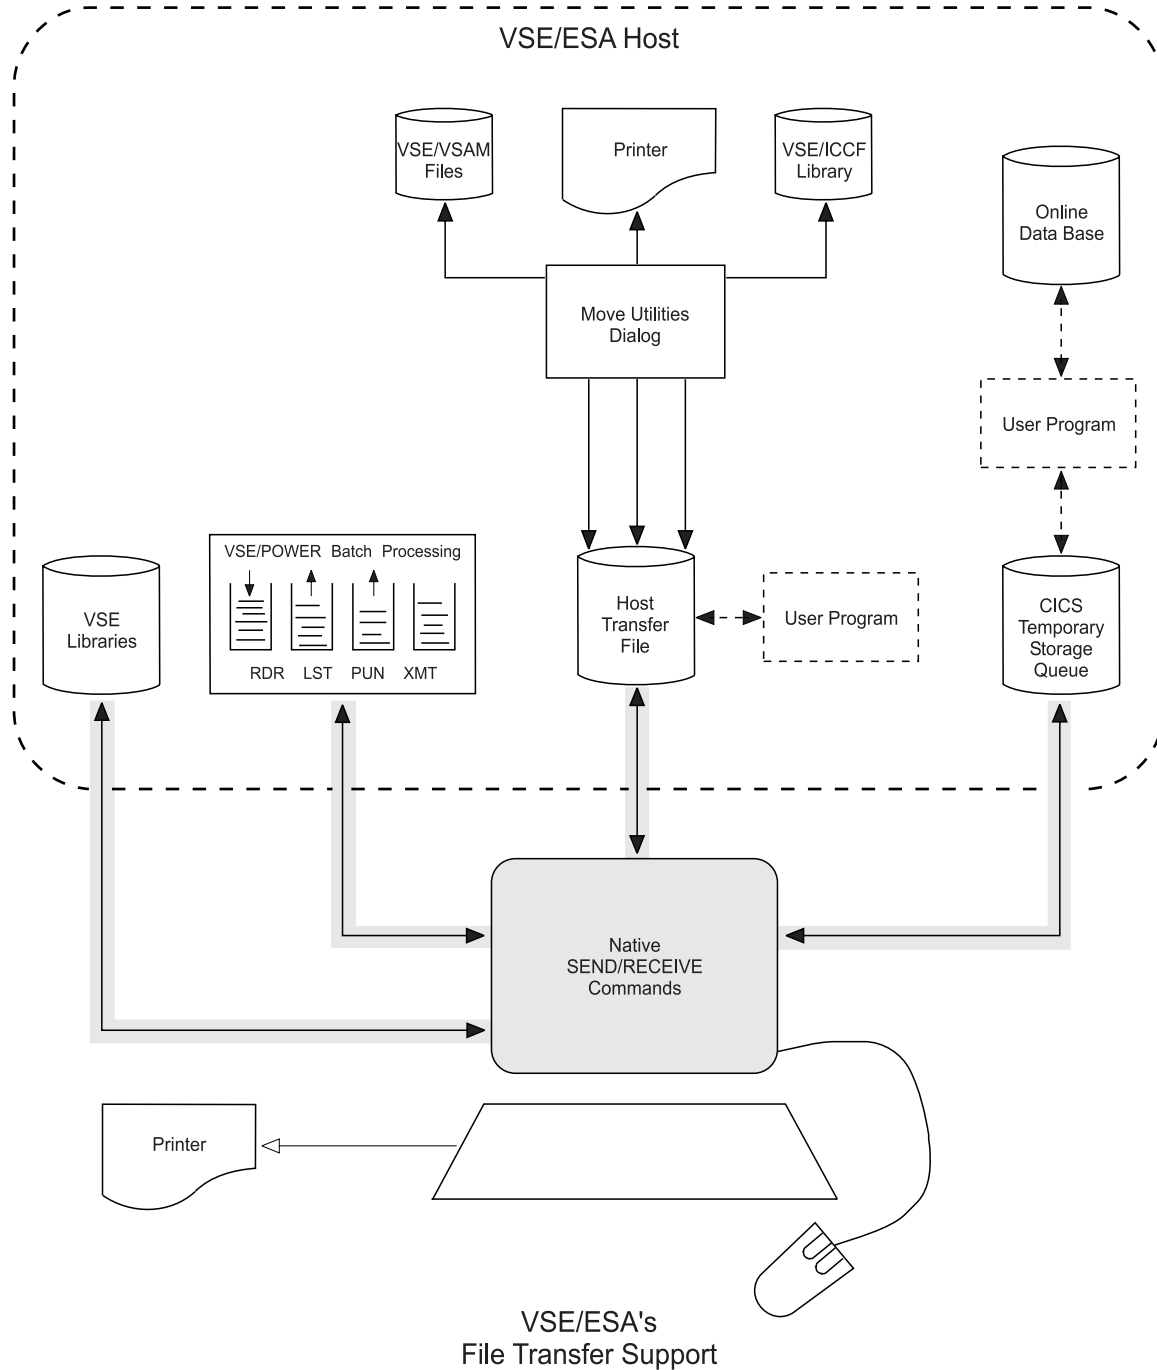 VSE/ESA Host
VSE/VSAM
Files
Printer
VSE/ICCF
Library
Online
Data Base
Move Utilities
Dialog
User Program
VSE/POWER Batch Processing
RDR LST PUN XMT
VSE
Libraries
Host
Transfer
File
User Program
CICS
Temporary
Storage
Queue
Native
SEND/RECEIVE
Commands
Printer
VSE/ESA's
File Transfer Support